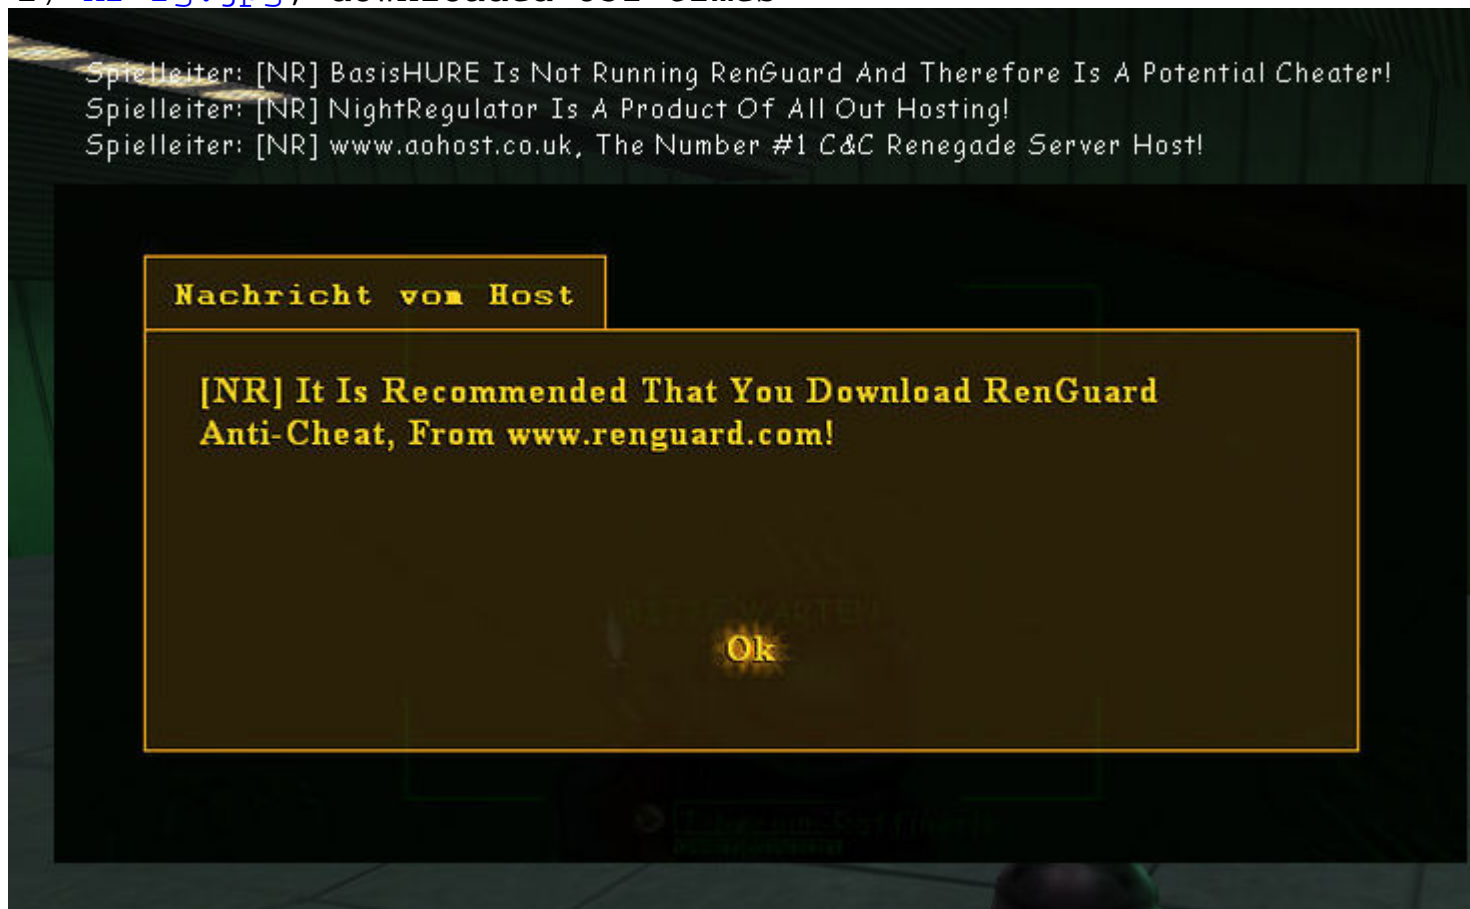 Spielleiter: [NR] BasisHURE Is Not Running RenGuard And Therefore Is A Potential Cheater!
Spielleiter: [NR] NightRegulator Is A Product Of All Out Hosting!
Spielleiter: [NR] www.aohost.co.uk, The Number #1 C&C Renegade Server Host!
Nachricht vom Host
[NR] It Is Recommended That You Download RenGuard
Anti-Cheat, From www.renguard.com!
BITTE WARTEN
Ok